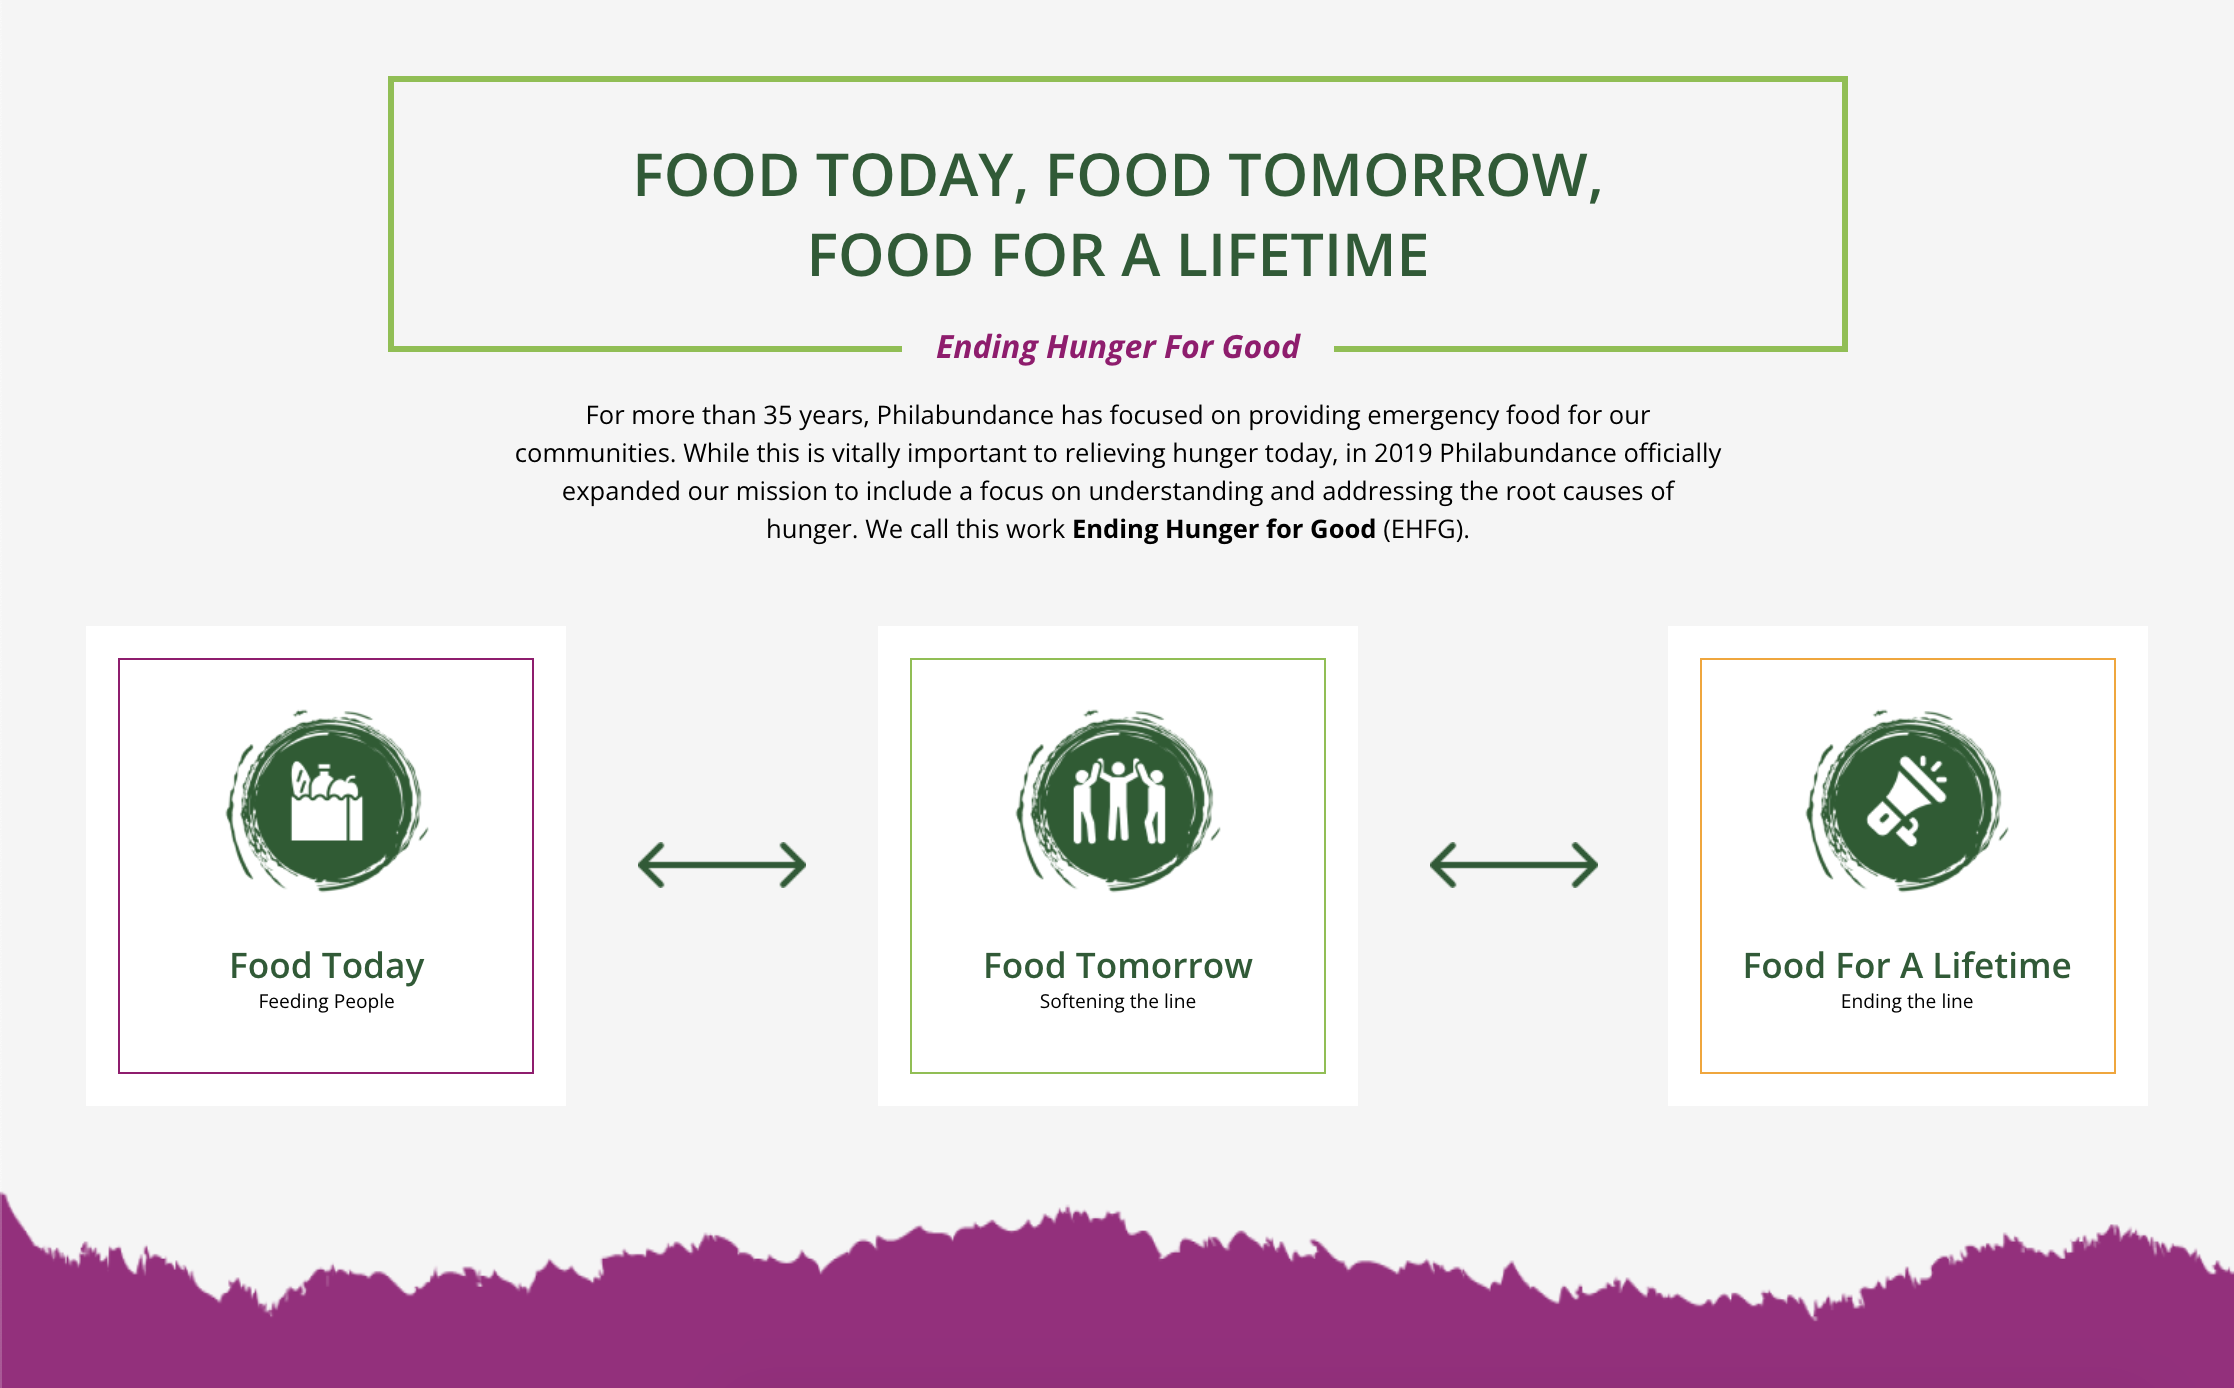 FOOD TODAY, FOOD TOMORROW,
FOOD FOR A LIFETIME
Ending Hunger For Good
For more than 35 years, Philabundance has focused on providing emergency food for our
communities. While this is vitally important to relieving hunger today, in 2019 Philabundance officially
expanded our mission to include a focus on understanding and addressing the root causes of
hunger. We call this work Ending Hunger for Good (EHFG).
Food Today
Feeding People
Food Tomorrow
Softening the line
Food For A Lifetime
Ending the line